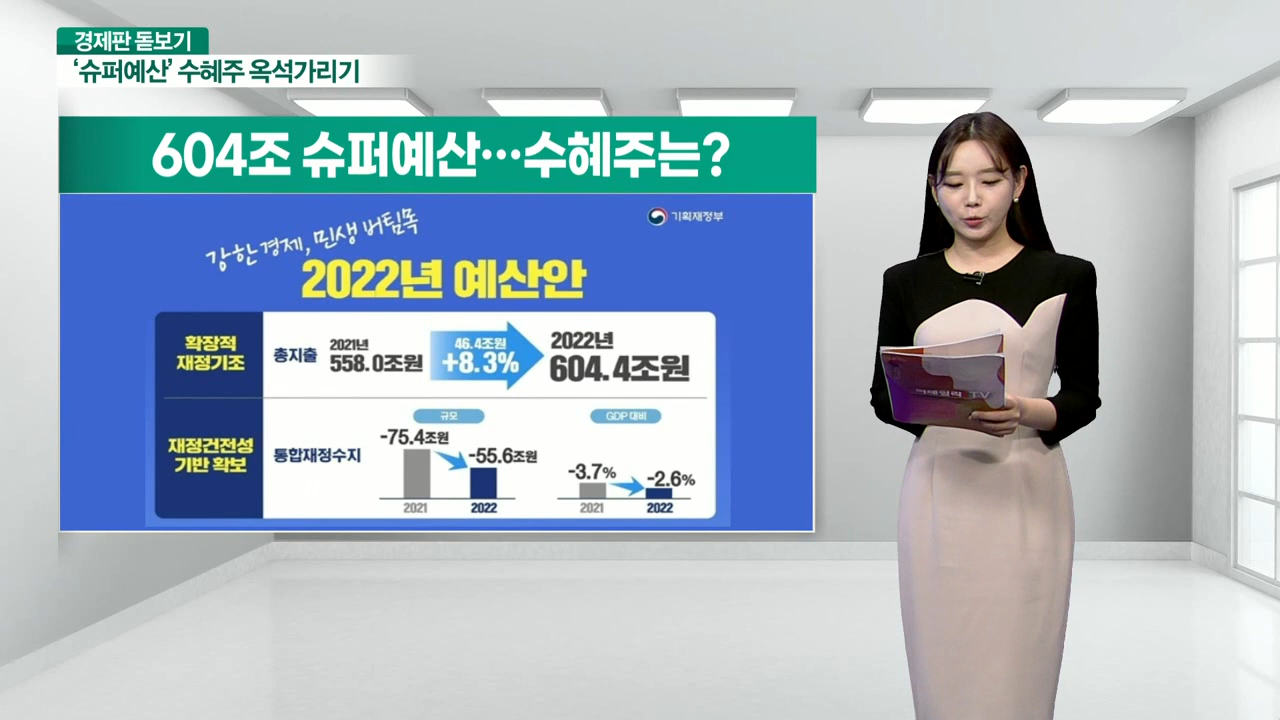 경제판 돋보기
‘슈퍼예산’ 수혜주 옥석가리기
604조 슈퍼예산…수혜주는?
기획재정부
강한 경제, 민생 버팀목
2022년 예산안
확장적
재정기조
총지출
2021년
558.0조원
46.4조원
+8.3%
2022년
604.4조원
재정건전성
기반 확보
통합재정수지
규모
-75.4조원
-55.6조원
2021
2022
GDP 대비
-3.7%
-2.6%
2021
2022
TV